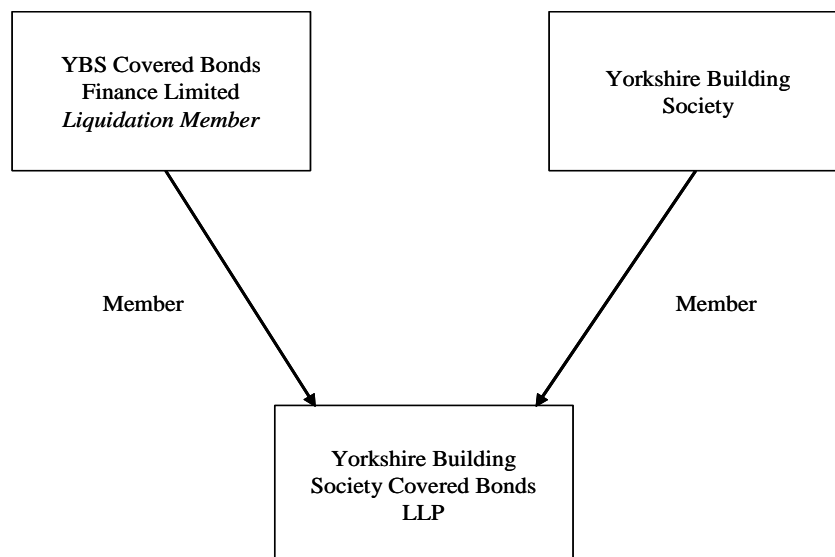 YBS Covered Bonds
Finance Limited
Liquidation Member
Yorkshire Building
Society
Member
Member
Yorkshire Building
Society Covered Bonds
LLP